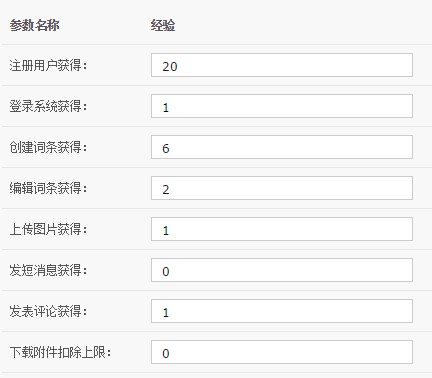 参数名称 经验
注册用户获得： 20
登录系统获得： 1
创建词条获得： 6
编辑词条获得： 2
上传图片获得： 1
发短消息获得： 0
发表评论获得： 1
下载附件扣除上限： 0